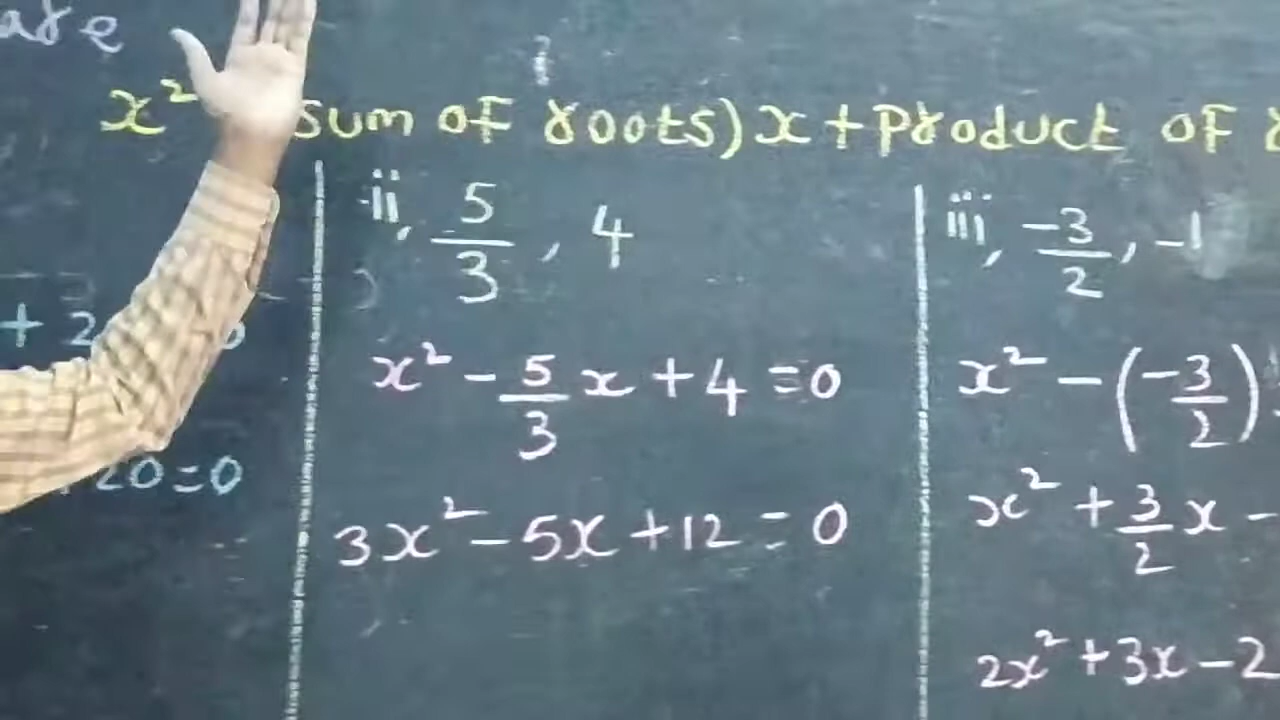 x² sum of roots)x + product of
+ 2
20=0
ii, 5/3, 4
x² - 5/3 x + 4 = 0
3x² - 5x + 12 = 0
iii, -3/2, -1
x² - (-3/2)
x² + 3/2 x -
2x² + 3x - 2